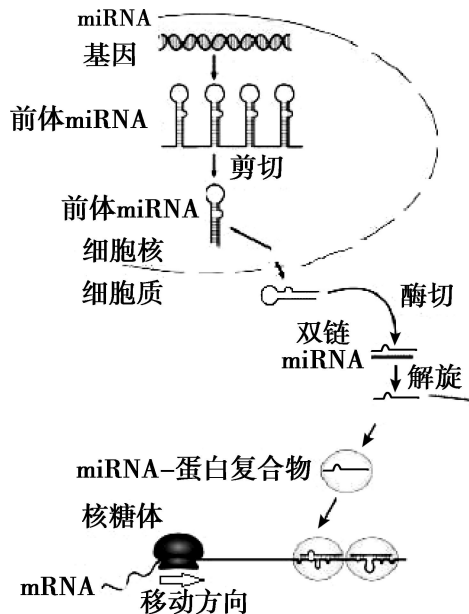 miRNA
基因
前体miRNA
剪切
前体miRNA
细胞核
细胞质
酶切
双链
miRNA
解旋
miRNA-蛋白复合物
核糖体
mRNA
移动方向